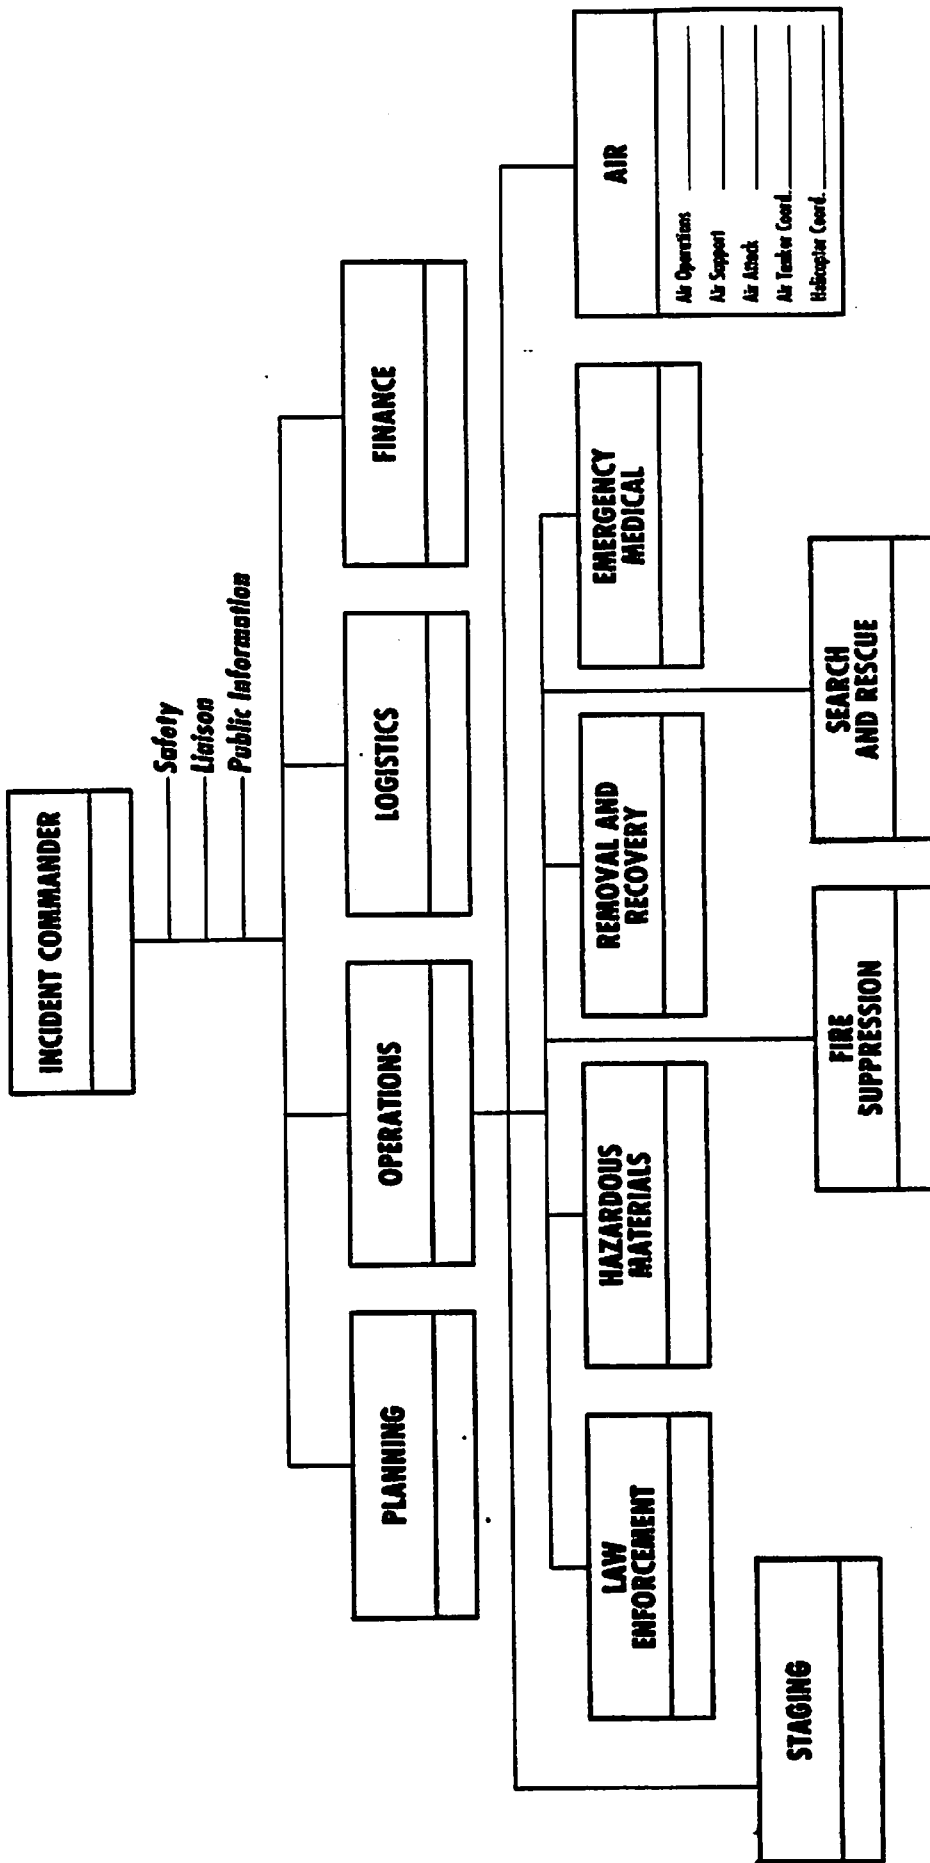 INCIDENT COMMANDER
Safety
Liaison
Public Information
PLANNING
OPERATIONS
LOGISTICS
FINANCE
LAW
ENFORCEMENT
HAZARDOUS
MATERIALS
REMOVAL AND
RECOVERY
EMERGENCY
MEDICAL
AIR
Air Operations
Air Support
Air Attack
Air Tanker Coord.
Helicopter Coord.
STAGING
FIRE
SUPPRESSION
SEARCH
AND RESCUE